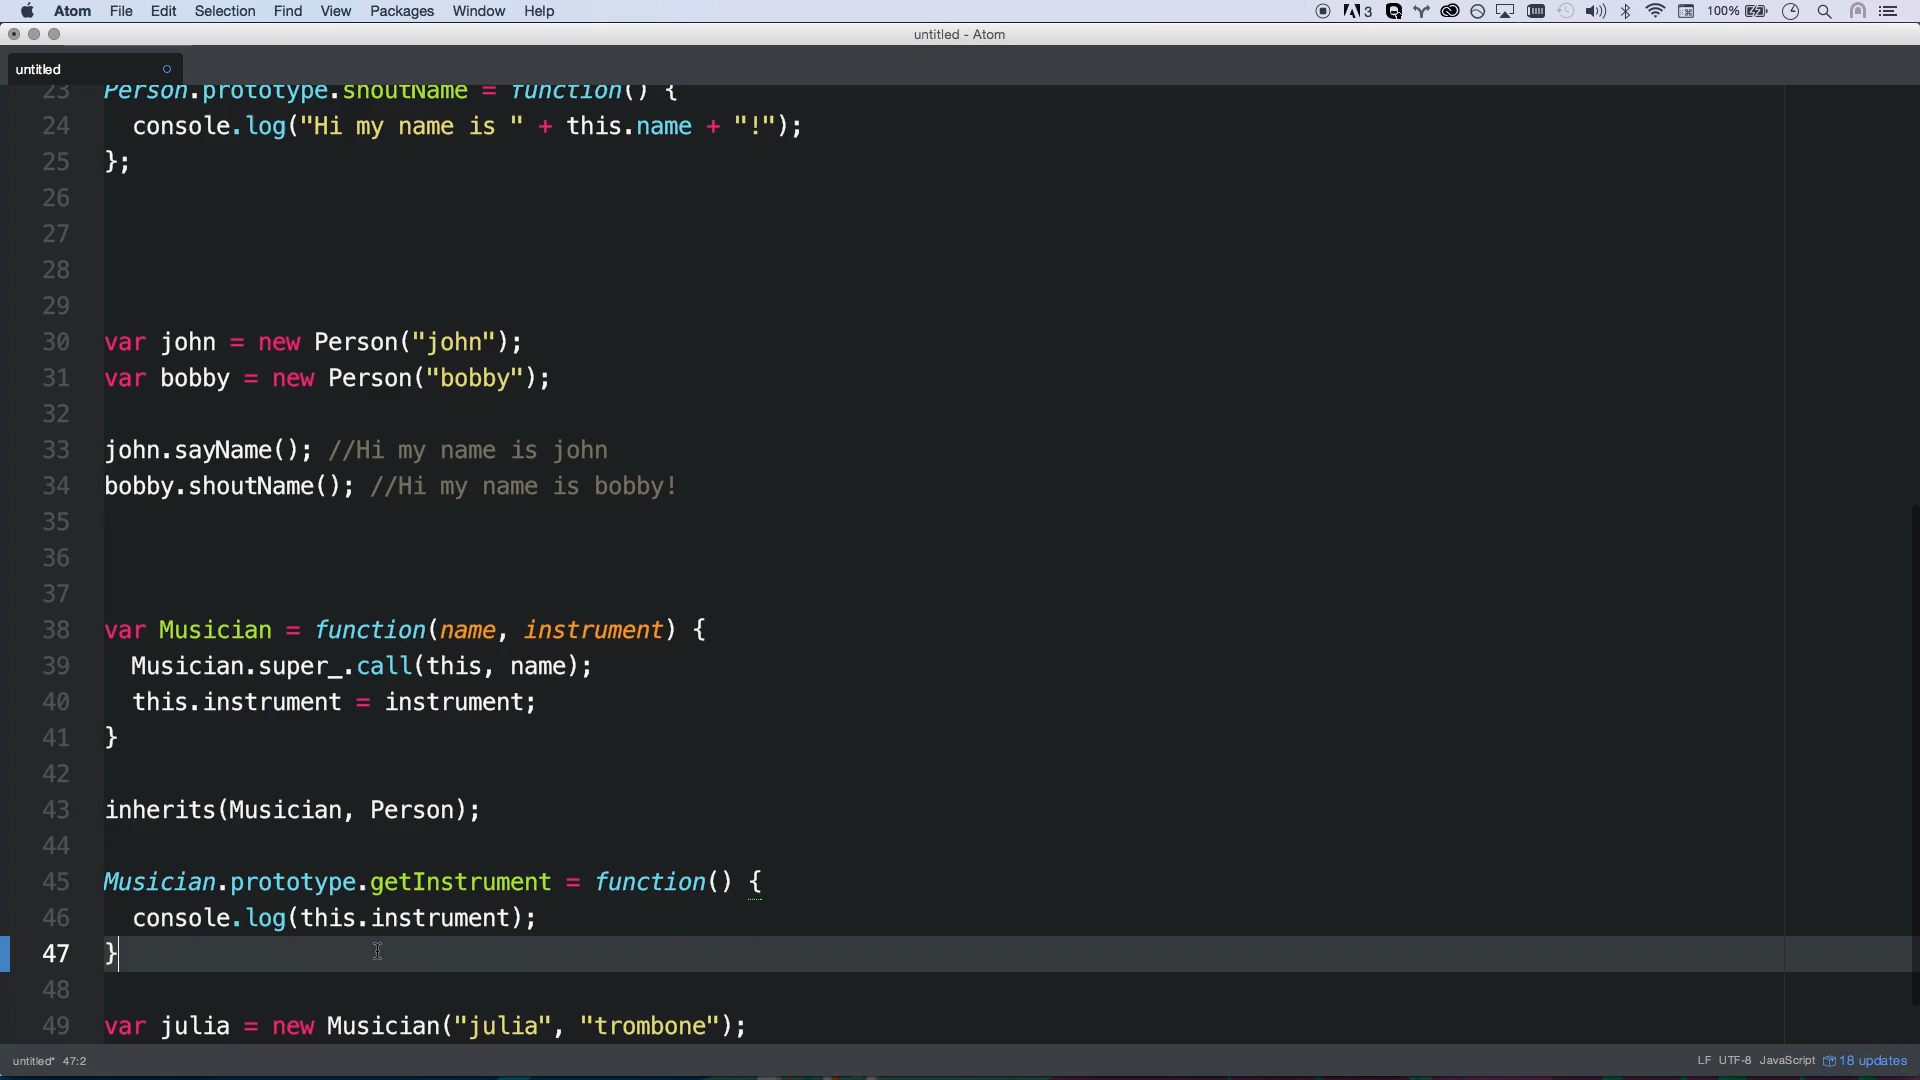 Atom File Edit Selection Find View Packages Window Help 3 100%
untitled - Atom
untitled
23 Person.prototype.shoutName = function() {
24 console.log("Hi my name is " + this.name + "!");
25 };
26
27
28
29
30 var john = new Person("john");
31 var bobby = new Person("bobby");
32
33 john.sayName(); //Hi my name is john
34 bobby.shoutName(); //Hi my name is bobby!
35
36
37
38 var Musician = function(name, instrument) {
39 Musician.super_.call(this, name);
40 this.instrument = instrument;
41 }
42
43 inherits(Musician, Person);
44
45 Musician.prototype.getInstrument = function() {
46 console.log(this.instrument);
47 }
48
49 var julia = new Musician("julia", "trombone");
untitled* 47:2 LF UTF-8 JavaScript 18 updates